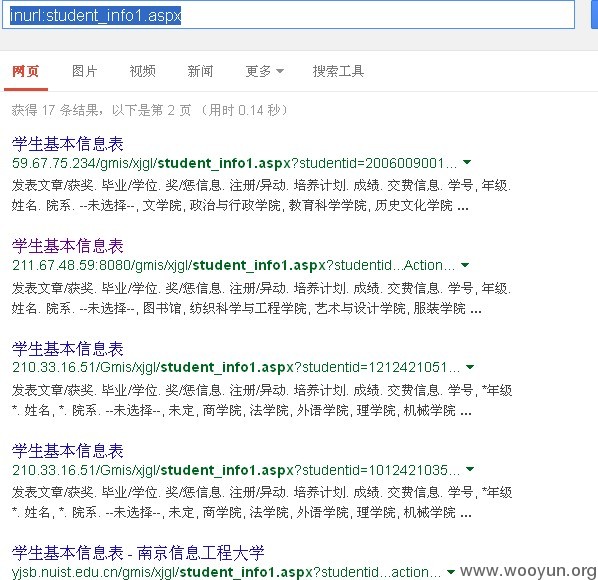 inurl:student_info1.aspx
网页 图片 视频 新闻 更多 搜索工具
获得 17 条结果，以下是第 2 页 （用时 0.14 秒）
学生基本信息表
59.67.75.234/gmis/xjgl/student_info1.aspx?studentid=2006009001...
发表文章/获奖. 毕业/学位. 奖/惩信息. 注册/异动. 培养计划. 成绩. 交费信息. 学号, 年级.
姓名. 院系. --未选择--, 文学院, 政治与行政学院, 教育科学学院, 历史文化学院 ...
学生基本信息表
211.67.48.59:8080/gmis/xjgl/student_info1.aspx?studentid...Action...
发表文章/获奖. 毕业/学位. 奖/惩信息. 注册/异动. 培养计划. 成绩. 交费信息. 学号, 年级.
姓名. 院系. --未选择--, 图书馆, 纺织科学与工程学院, 艺术与设计学院, 服装学院 ...
学生基本信息表
210.33.16.51/Gmis/xjgl/student_info1.aspx?studentid=1212421051...
发表文章/获奖. 毕业/学位. 奖/惩信息. 注册/异动. 培养计划. 成绩. 交费信息. 学号, *年级
*. 姓名, *. 院系. --未选择--, 未定, 商学院, 法学院, 外语学院, 理学院, 机械学院 ...
学生基本信息表
210.33.16.51/Gmis/xjgl/student_info1.aspx?studentid=1012421035...
发表文章/获奖. 毕业/学位. 奖/惩信息. 注册/异动. 培养计划. 成绩. 交费信息. 学号, *年级
*. 姓名, *. 院系. --未选择--, 未定, 商学院, 法学院, 外语学院, 理学院, 机械学院 ...
学生基本信息表 - 南京信息工程大学
yjsb.nuist.edu.cn/gmis/xjgl/student_info1.aspx?studentid...action...
www.wooyun.org